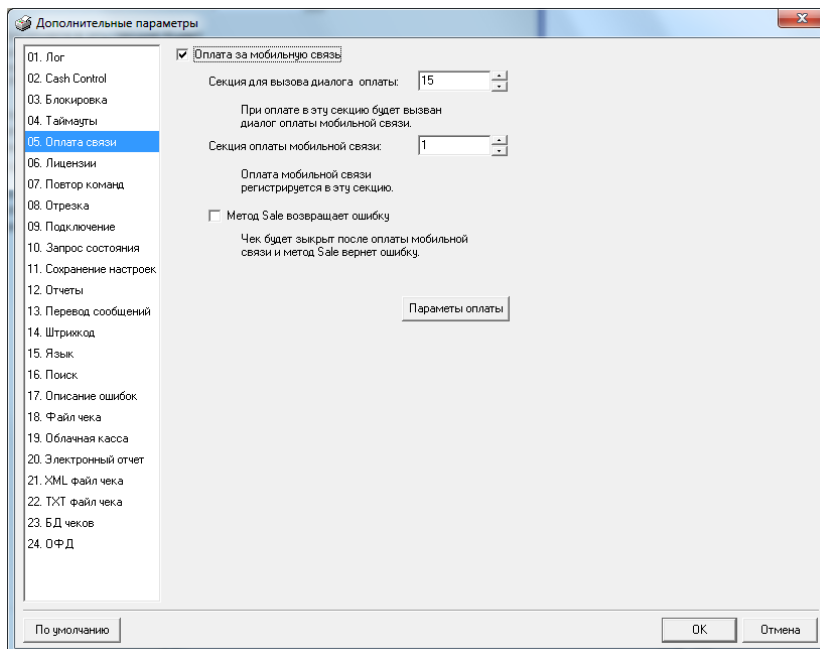 Дополнительные параметры
01. Лог
02. Cash Control
03. Блокировка
04. Таймауты
05. Оплата связи
06. Лицензии
07. Повтор команд
08. Отрезка
09. Подключение
10. Запрос состояния
11. Сохранение настроек
12. Отчеты
13. Перевод сообщений
14. Штрихкод
15. Язык
16. Поиск
17. Описание ошибок
18. Файл чека
19. Облачная касса
20. Электронный отчет
21. XML файл чека
22. TXT файл чека
23. БД чеков
24. ОФД
Оплата за мобильную связь
Секция для вызова диалога оплаты: 15
При оплате в эту секцию будет вызван
диалог оплаты мобильной связи.
Секция оплаты мобильной связи: 1
Оплата мобильной связи
регистрируется в эту секцию.
Метод Sale возвращает ошибку
Чек будет зыкрыт после оплаты мобильной
связи и метод Sale вернет ошибку.
Параметы оплаты
По умолчанию
OK
Отмена